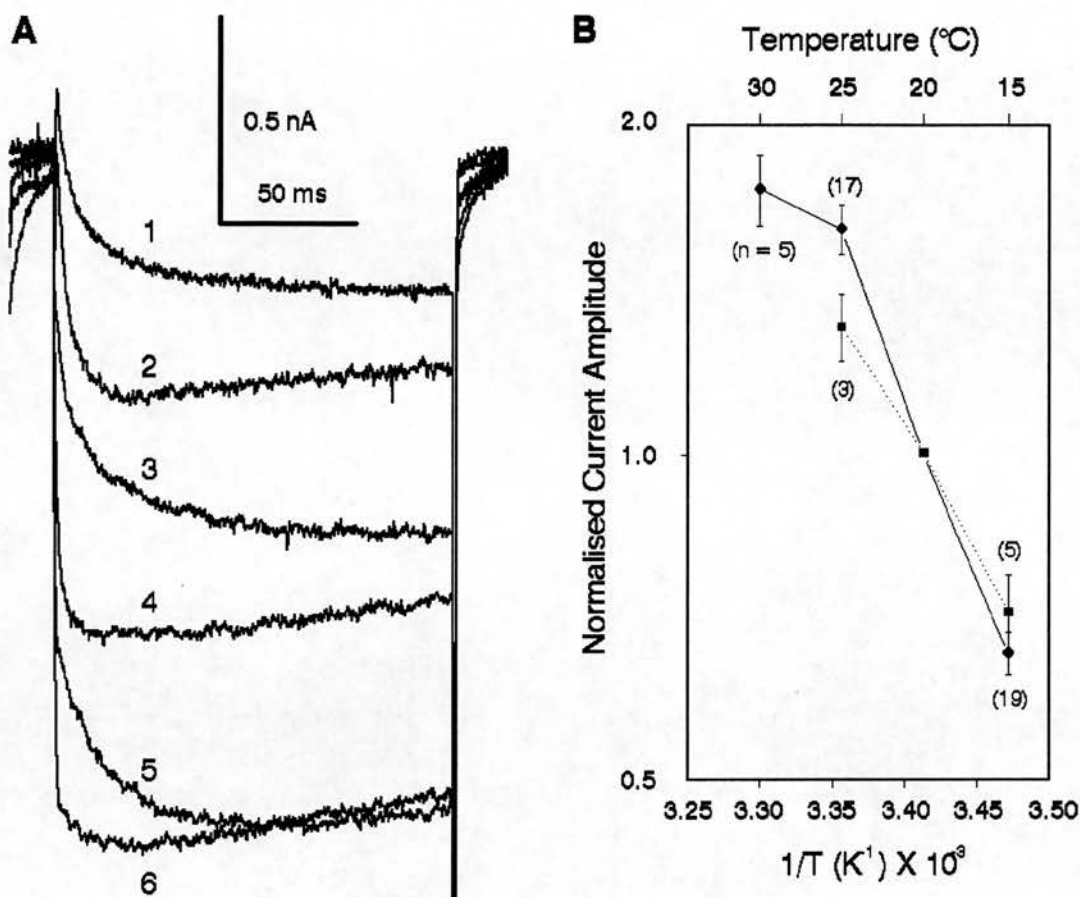 A
0.5 nA
50 ms
1
2
3
4
5
6
B
Temperature (°C)
30 25 20 15
2.0
1.0
0.5
Normalised Current Amplitude
(17)
(n = 5)
(3)
(5)
(19)
3.25 3.30 3.35 3.40 3.45 3.50
1/T (K⁻¹) X 10³